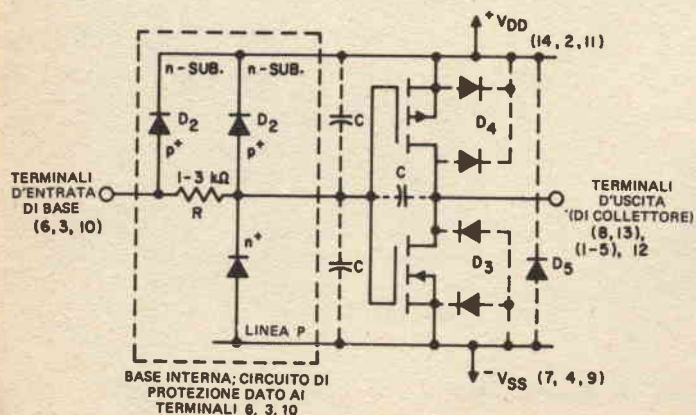 + VDD
(14, 2, 11)
n-SUB. n-SUB.
D2 D2
p+ p+
C
D4
TERMINALI
D'ENTRATA
DI BASE
(6, 3, 10)
1-3 kΩ
R
C
TERMINALI
D'USCITA
(DI COLLETTORE)
(8, 13),
(1-5), 12
n+
C
D3
D5
LINEA P
- VSS (7, 4, 9)
BASE INTERNA; CIRCUITO DI
PROTEZIONE DATO AI
TERMINALI 6, 3, 10